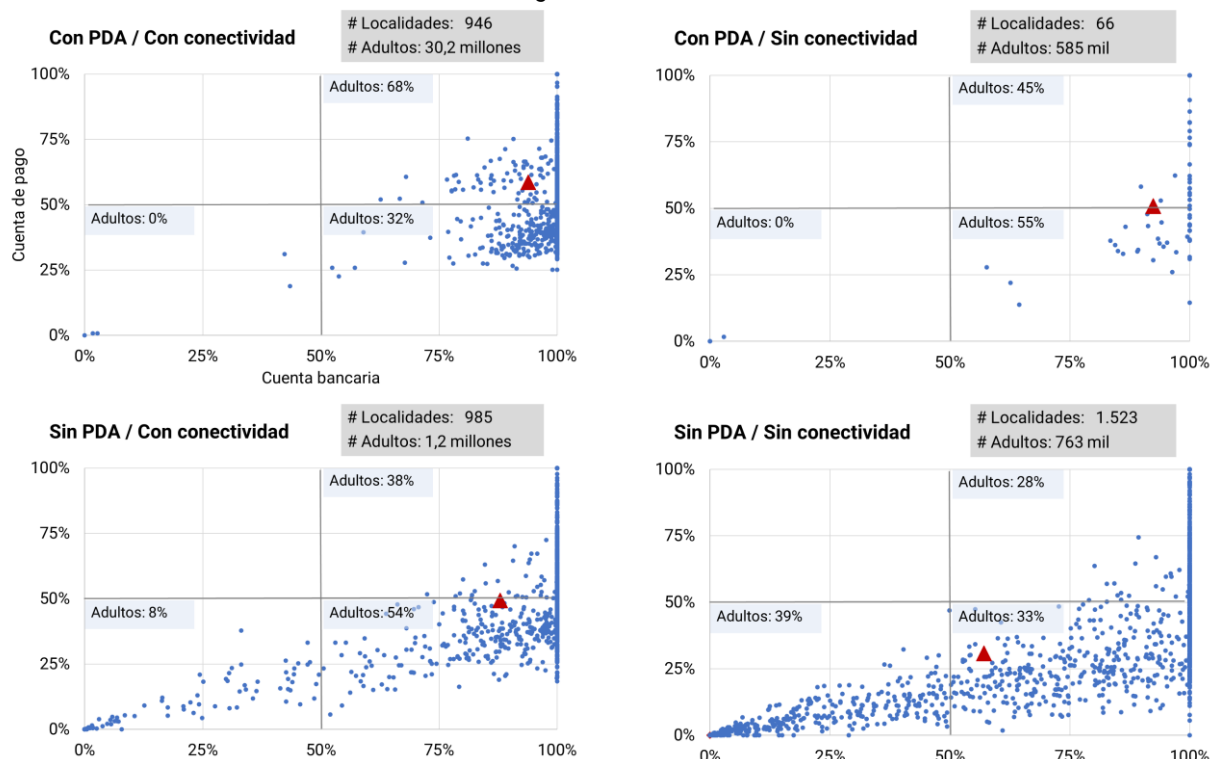 Con PDA / Con conectividad
# Localidades: 946
# Adultos: 30,2 millones
100%
75%
50%
25%
0%
Cuenta de pago
Adultos: 68%
Adultos: 0%
Adultos: 32%
0%
25%
50%
75%
100%
Cuenta bancaria
Con PDA / Sin conectividad
# Localidades: 66
# Adultos: 585 mil
100%
75%
50%
25%
0%
Adultos: 45%
Adultos: 0%
Adultos: 55%
0%
25%
50%
75%
100%
Sin PDA / Con conectividad
# Localidades: 985
# Adultos: 1,2 millones
100%
75%
50%
25%
0%
Adultos: 38%
Adultos: 8%
Adultos: 54%
0%
25%
50%
75%
100%
Sin PDA / Sin conectividad
# Localidades: 1.523
# Adultos: 763 mil
100%
75%
50%
25%
0%
Adultos: 28%
Adultos: 39%
Adultos: 33%
0%
25%
50%
75%
100%